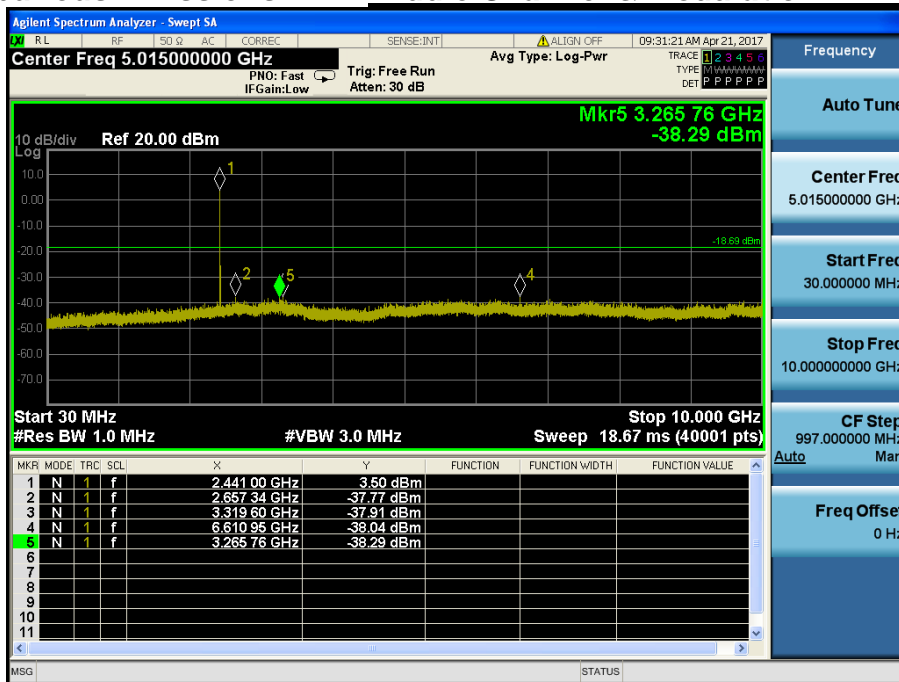 Agilent Spectrum Analyzer - Swept SA
LXI RL RF 50 Ω AC CORREC SENSE:INT ALIGN OFF 09:31:21 AM Apr 21, 2017
Center Freq 5.015000000 GHz
PNO: Fast
IFGain:Low
Trig: Free Run
Atten: 30 dB
Avg Type: Log-Pwr
TRACE 1 2 3 4 5 6
TYPE M
DET P P P P P P
Mkr5 3.265 76 GHz
-38.29 dBm
10 dB/div Ref 20.00 dBm
Log
10.0
0.00
-10.0
-20.0
-30.0
-40.0
-50.0
-60.0
-70.0
1
2
5
4
-18.69 dBm
Start 30 MHz Stop 10.000 GHz
#Res BW 1.0 MHz #VBW 3.0 MHz Sweep 18.67 ms (40001 pts)
MKR MODE TRC SCL X Y FUNCTION FUNCTION WIDTH FUNCTION VALUE
1 N 1 f 2.441 00 GHz 3.50 dBm
2 N 1 f 2.657 34 GHz -37.77 dBm
3 N 1 f 3.319 60 GHz -37.91 dBm
4 N 1 f 6.610 95 GHz -38.04 dBm
5 N 1 f 3.265 76 GHz -38.29 dBm
6
7
8
9
10
11
MSG STATUS
Frequency
Auto Tune
Center Freq
5.015000000 GHz
Start Freq
30.000000 MHz
Stop Freq
10.000000000 GHz
CF Step
997.000000 MHz
Auto Man
Freq Offset
0 Hz